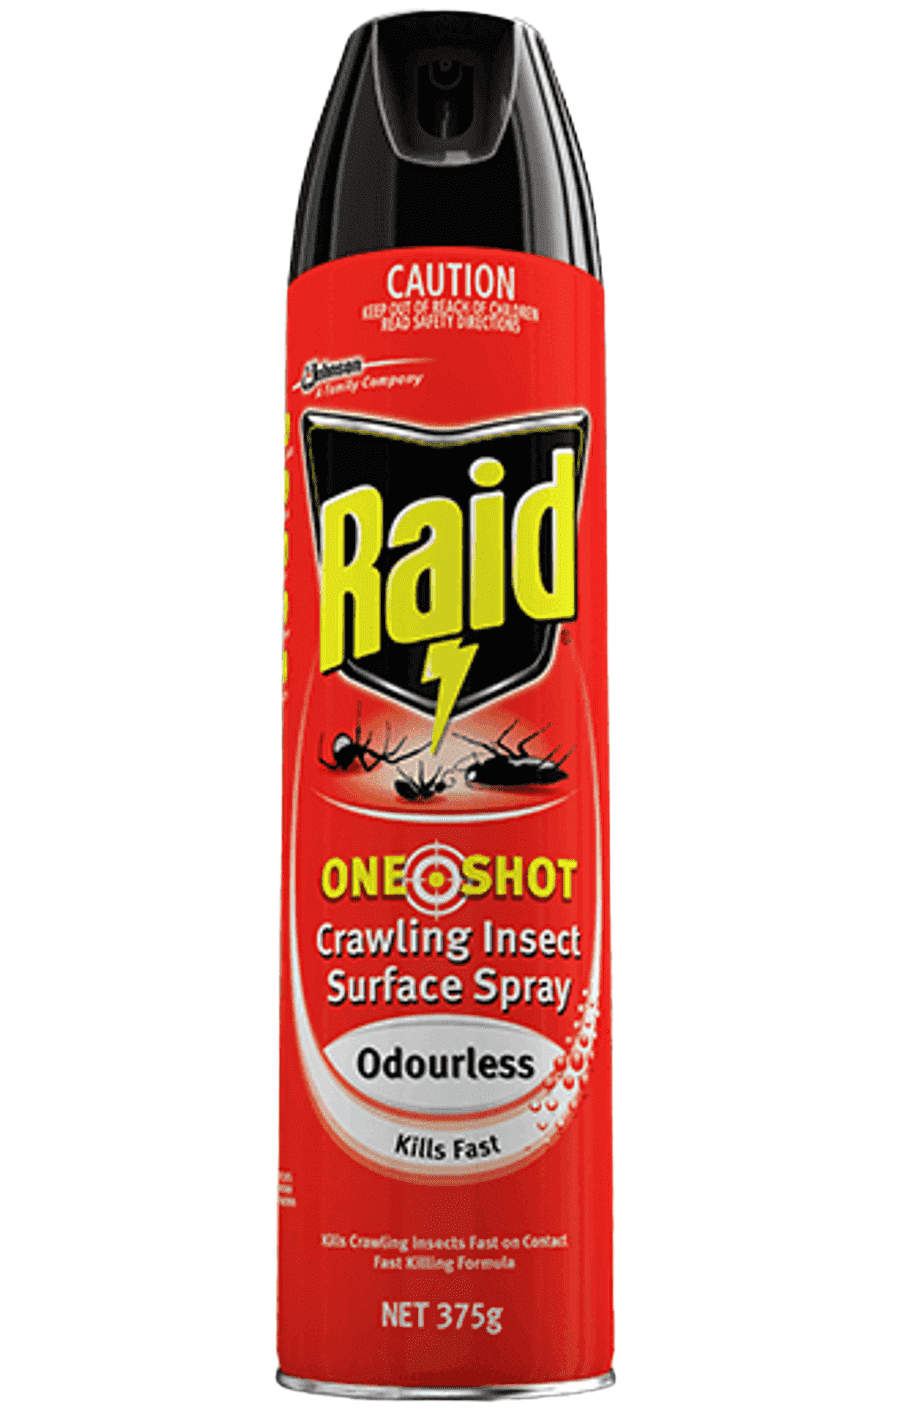 CAUTION
KEEP OUT OF REACH OF CHILDREN
READ SAFETY DIRECTIONS
Johnson
A Family Company
Raid
®
ONE SHOT
Crawling Insect
Surface Spray
Odourless
Kills Fast
Kills Crawling Insects Fast on Contact
Fast Killing Formula
NET 375g